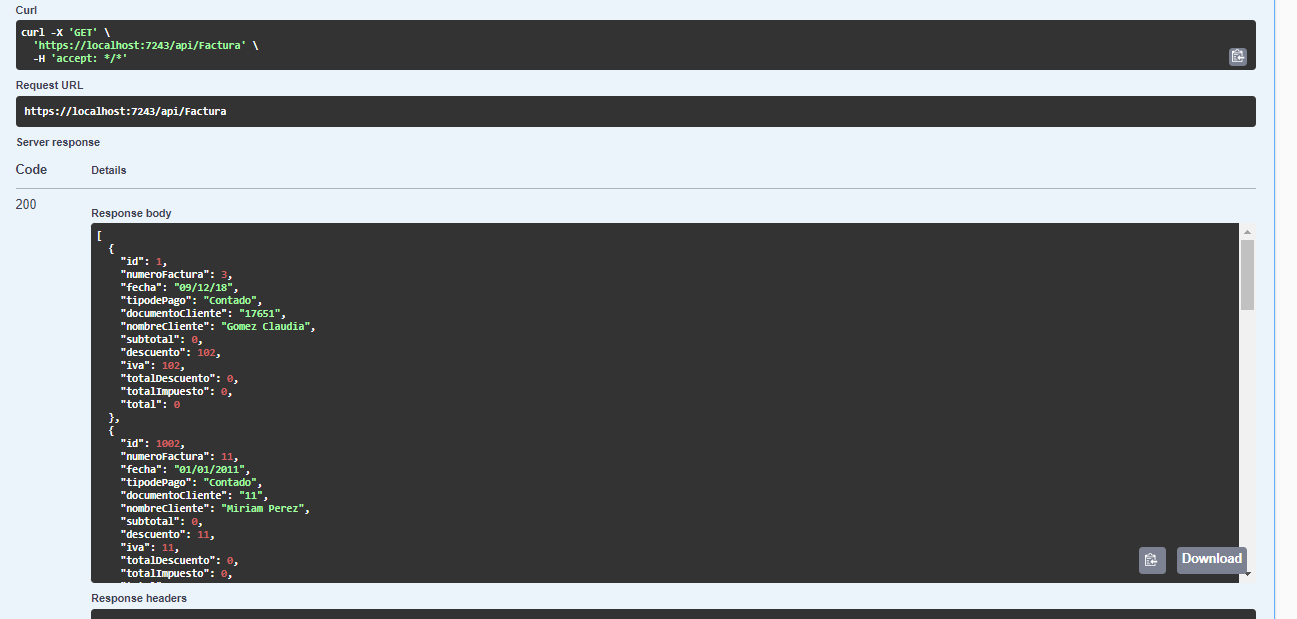 Curl
curl -X 'GET' \
'https://localhost:7243/api/Factura' \
-H 'accept: */*'
Request URL
https://localhost:7243/api/Factura
Server response
Code Details
200
Response body
[
{
"id": 1,
"numeroFactura": 3,
"fecha": "09/12/18",
"tipodePago": "Contado",
"documentoCliente": "17651",
"nombreCliente": "Gomez Claudia",
"subtotal": 0,
"descuento": 102,
"iva": 102,
"totalDescuento": 0,
"totalImpuesto": 0,
"total": 0
},
{
"id": 1002,
"numeroFactura": 11,
"fecha": "01/01/2011",
"tipodePago": "Contado",
"documentoCliente": "11",
"nombreCliente": "Miriam Perez",
"subtotal": 0,
"descuento": 11,
"iva": 11,
"totalDescuento": 0,
"totalImpuesto": 0,
Download
Response headers